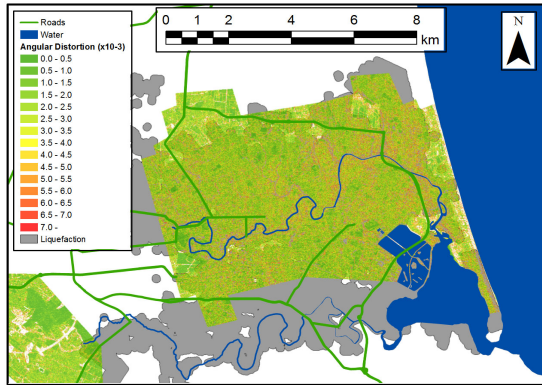 Roads
Water
Angular Distortion (x10-3)
0.0 - 0.5
0.5 - 1.0
1.0 - 1.5
1.5 - 2.0
2.0 - 2.5
2.5 - 3.0
3.0 - 3.5
3.5 - 4.0
4.0 - 4.5
4.5 - 5.0
5.0 - 5.5
5.5 - 6.0
6.0 - 6.5
6.5 - 7.0
7.0 -
Liquefaction
0 1 2 4 6 8
km
N